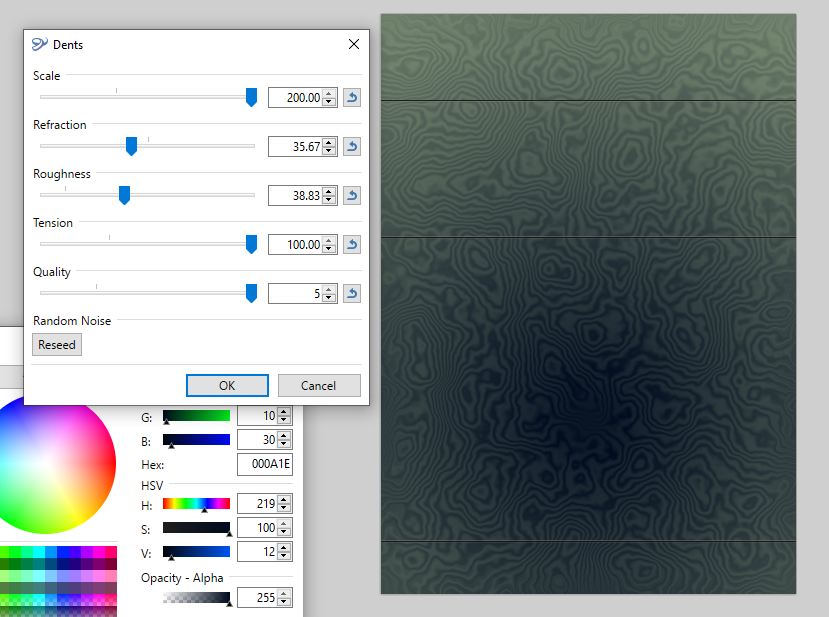 Dents
Scale
200.00
Refraction
35.67
Roughness
38.83
Tension
100.00
Quality
5
Random Noise
Reseed
OK
Cancel
G:
10
B:
30
Hex:
000A1E
HSV
H:
219
S:
100
V:
12
Opacity - Alpha
255